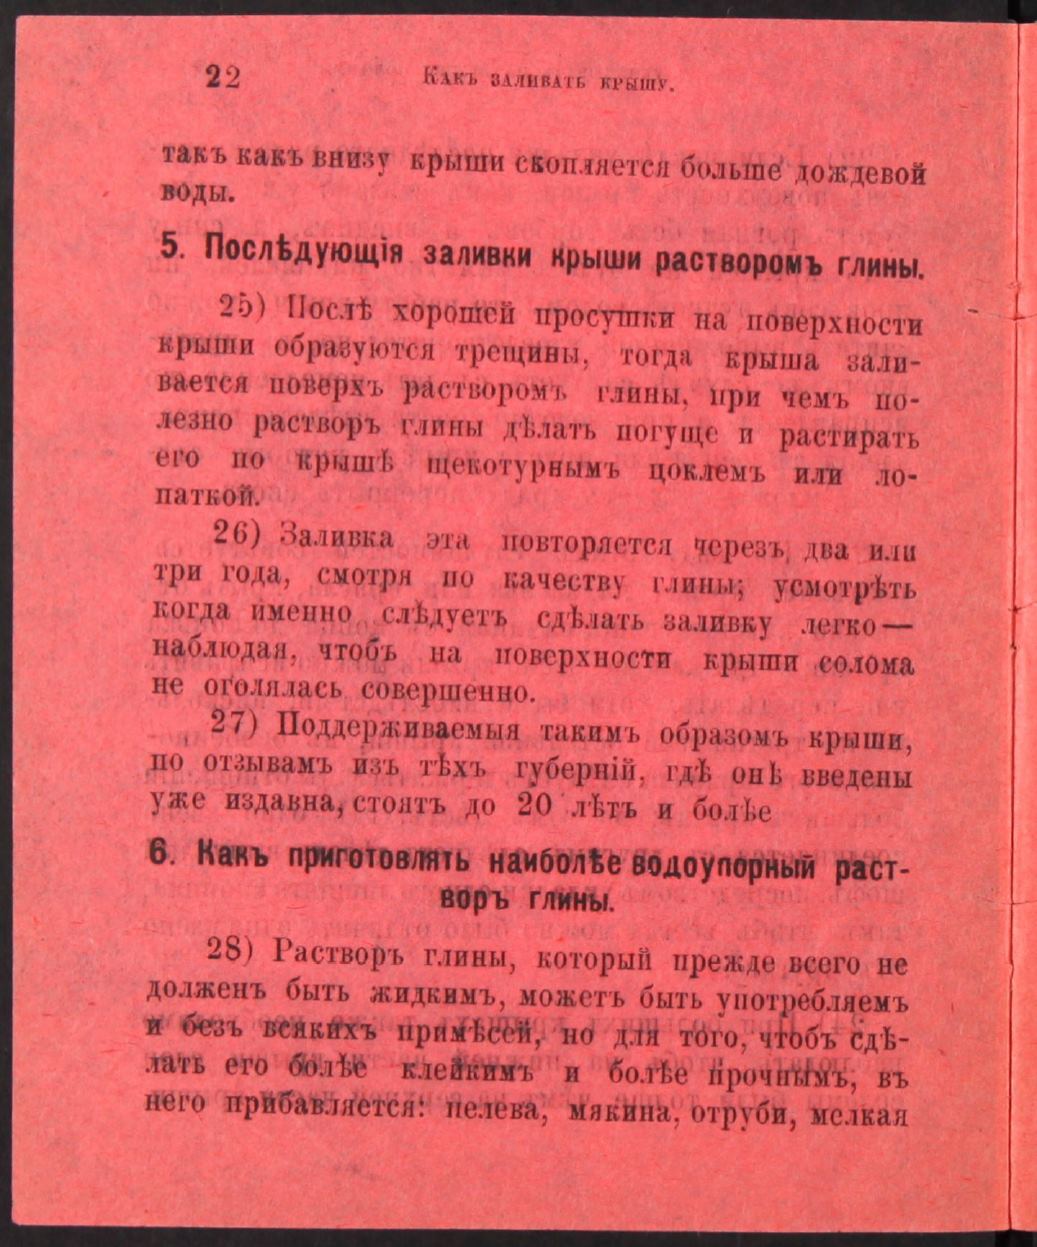 22 Какъ заливать крышу.
такъ какъ внизу крыши скопляется больше дождевой
воды.
5. Послѣдующія заливки крыши растворомъ глины.
25) Послѣ хорошей просушки на поверхности
крыши образуются трещины, тогда крыша зали-
вается поверхъ растворомъ глины, при чемъ по-
лезно растворъ глины дѣлать погуще и растирать
его по крышѣ щекотурнымъ цоклемъ или ло-
паткой.
26) Заливка эта повторяется черезъ два или
три года, смотря по качеству глины; усмотрѣть
когда именно слѣдуетъ сдѣлать заливку легко—
наблюдая, чтобъ на поверхности крыши солома
не оголялась совершенно.
27) Поддерживаемыя такимъ образомъ крыши,
по отзывамъ изъ тѣхъ губерній, гдѣ онѣ введены
уже издавна, стоятъ до 20 лѣтъ и болѣе
6. Какъ приготовлять наиболѣе водоупорный раст-
воръ глины.
28) Растворъ глины, который прежде всего не
долженъ быть жидкимъ, можетъ быть употребляемъ
и безъ всякихъ примѣсей, но для того, чтобъ сдѣ-
лать его болѣе клейкимъ и болѣе прочнымъ, въ
него прибавляется: пелева, мякина, отруби, мелкая